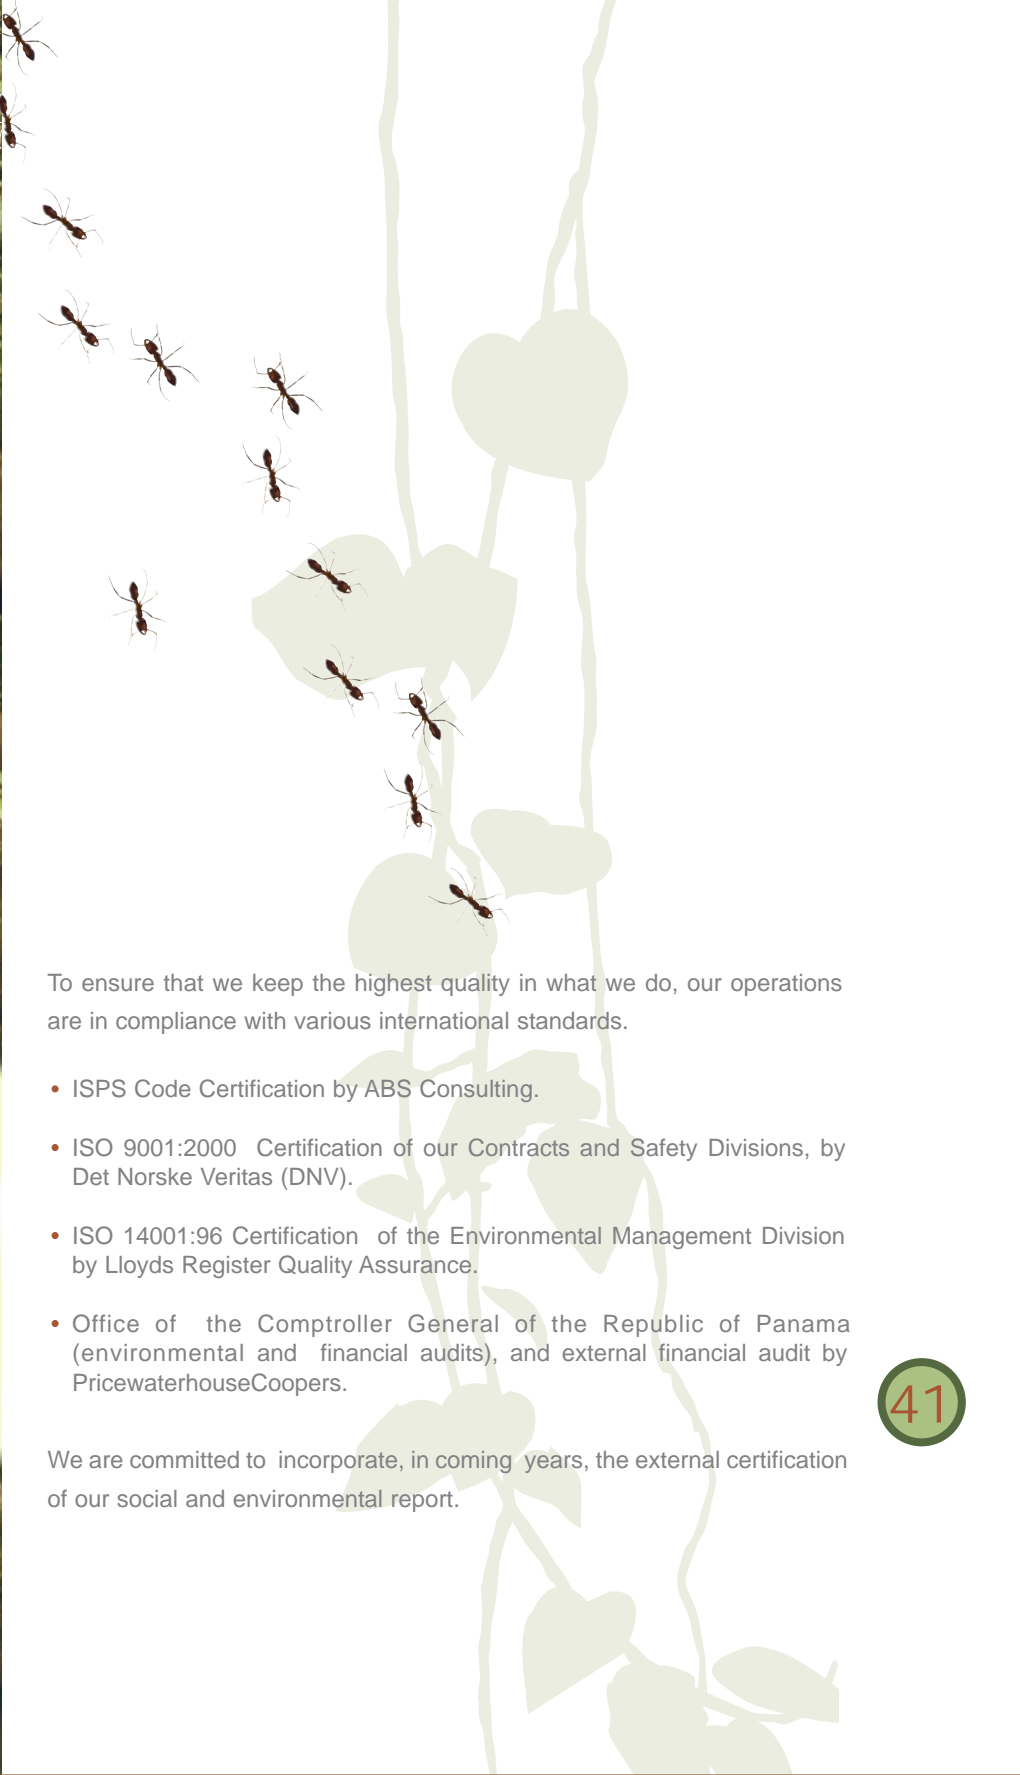 To ensure that we keep the highest quality in what we do, our operations
are in compliance with various international standards.
• ISPS Code Certification by ABS Consulting.
• ISO 9001:2000 Certification of our Contracts and Safety Divisions, by
Det Norske Veritas (DNV).
• ISO 14001:96 Certification of the Environmental Management Division
by Lloyds Register Quality Assurance.
• Office of the Comptroller General of the Republic of Panama
(environmental and financial audits), and external financial audit by
PricewaterhouseCoopers.
41
We are committed to incorporate, in coming years, the external certification
of our social and environmental report.